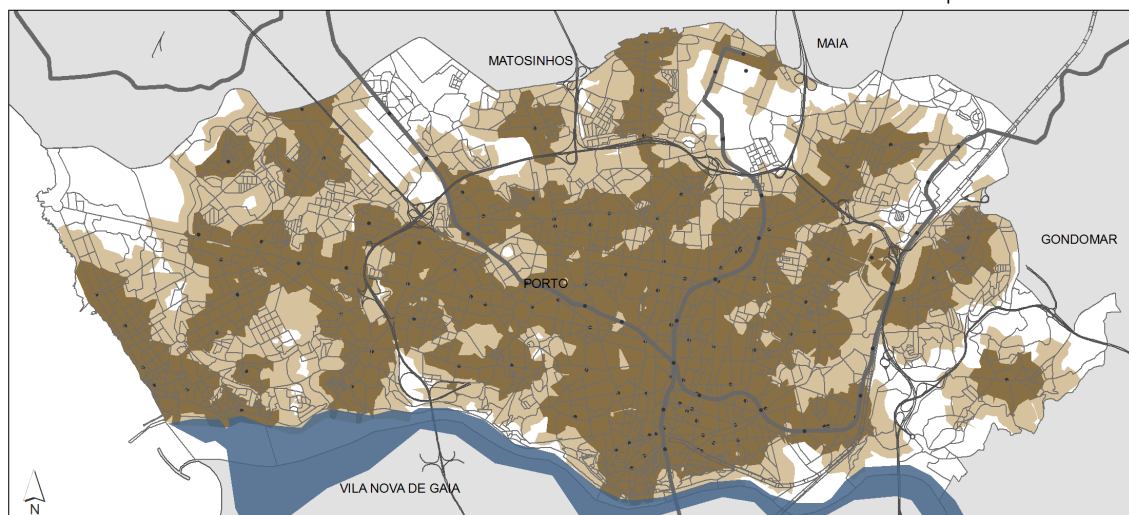 MATOSINHOS
MAIA
GONDOMAR
PORTO
VILA NOVA DE GAIA
N